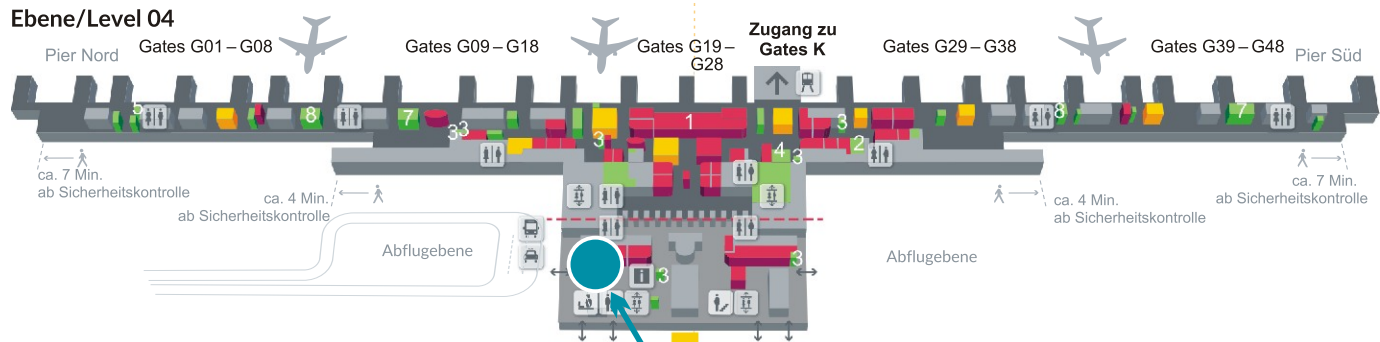 Ebene/Level 04
Zugang zu
Gates K
Pier Nord
Gates G01 – G08
Gates G09 – G18
Gates G19 –
G28
Gates G29 – G38
Gates G39 – G48
Pier Süd
5
8
7
3
3
3
1
3
2
4
3
8
7
ca. 7 Min.
ab Sicherheitskontrolle
ca. 4 Min.
ab Sicherheitskontrolle
ca. 4 Min.
ab Sicherheitskontrolle
ca. 7 Min.
ab Sicherheitskontrolle
Abflugebene
Abflugebene
3
i
3